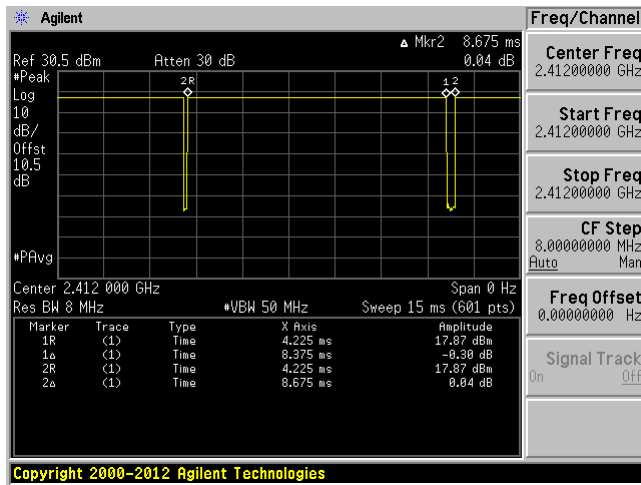 Agilent
Freq/Channel
▵ Mkr2 8.675 ms
Ref 30.5 dBm Atten 30 dB 0.04 dB
#Peak
Log
10
dB/
Offst
10.5
dB
#PAvg
2R
1 2
Center 2.412 000 GHz Span 0 Hz
Res BW 8 MHz #VBW 50 MHz Sweep 15 ms (601 pts)
Marker Trace Type X Axis Amplitude
1R (1) Time 4.225 ms 17.87 dBm
1▵ (1) Time 8.375 ms -0.30 dB
2R (1) Time 4.225 ms 17.87 dBm
2▵ (1) Time 8.675 ms 0.04 dB
Center Freq
2.41200000 GHz
Start Freq
2.41200000 GHz
Stop Freq
2.41200000 GHz
CF Step
8.00000000 MHz
Auto Man
Freq Offset
0.00000000 Hz
Signal Track
On Off
Copyright 2000-2012 Agilent Technologies